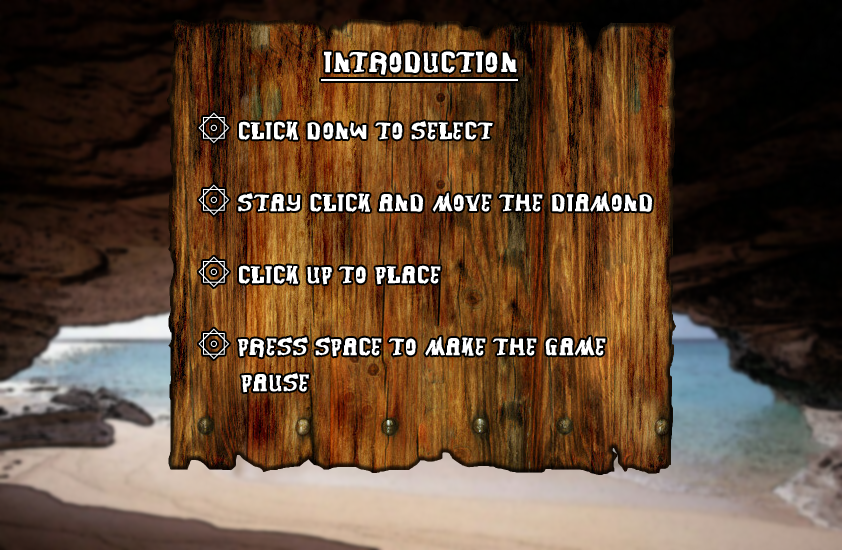 INTRODUCTION
CLICK DONW TO SELECT
STAY CLICK AND MOVE THE DIAMOND
CLICK UP TO PLACE
PRESS SPACE TO MAKE THE GAME
PAUSE